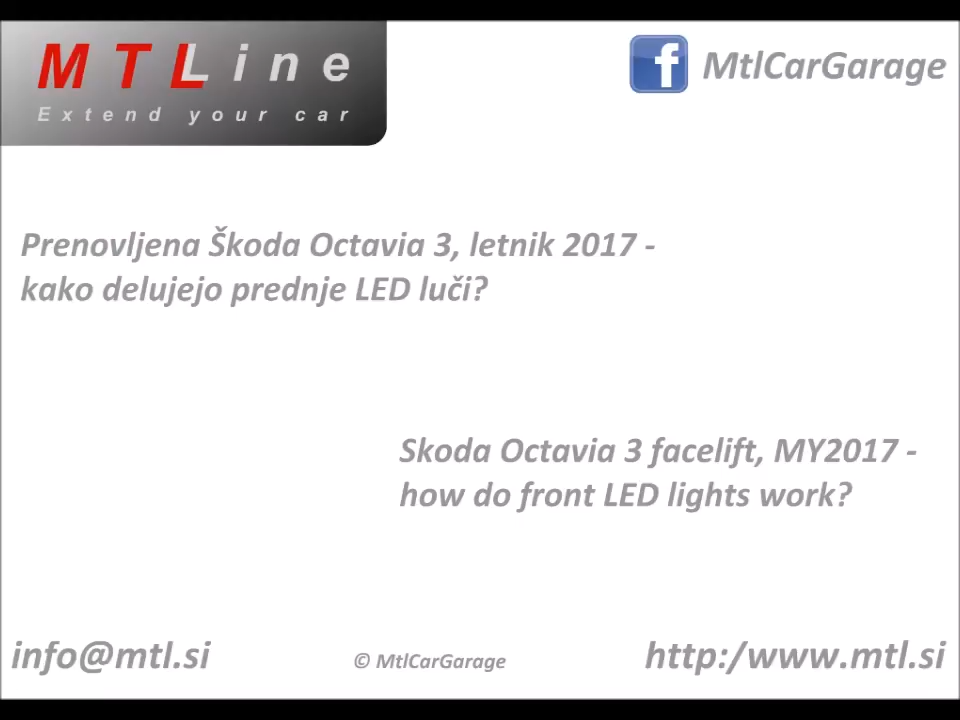 MTLLine
Extend your car
MtlCarGarage
Prenovljena Škoda Octavia 3, letnik 2017 -
kako delujejo prednje LED luči?
Skoda Octavia 3 facelift, MY2017 -
how do front LED lights work?
info@mtl.si
© MtlCarGarage
http:/www.mtl.si